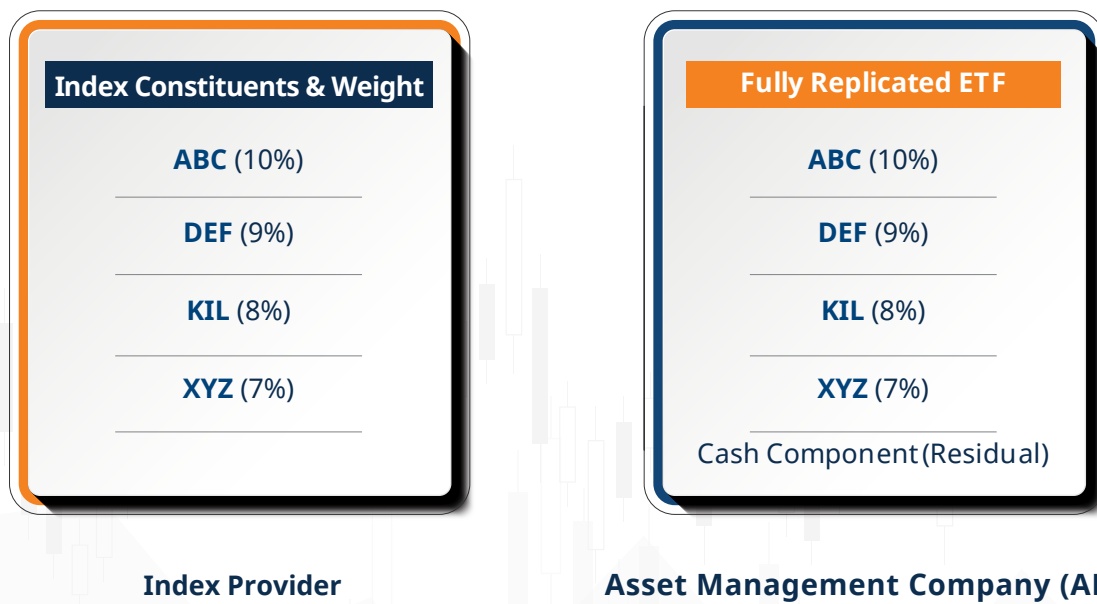 Index Constituents & Weight
ABC (10%)
DEF (9%)
KIL (8%)
XYZ (7%)
Index Provider
Fully Replicated ETF
ABC (10%)
DEF (9%)
KIL (8%)
XYZ (7%)
Cash Component (Residual)
Asset Management Company